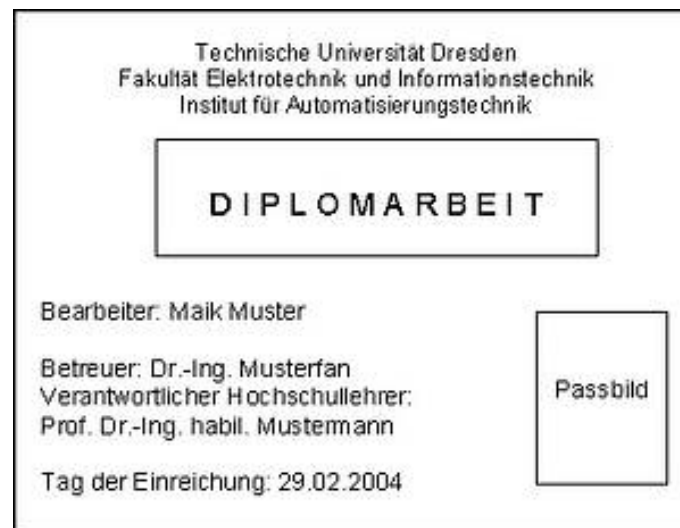 Technische Universität Dresden
Fakultät Elektrotechnik und Informationstechnik
Institut für Automatisierungstechnik
DIPLOMARBEIT
Bearbeiter: Maik Muster
Betreuer: Dr.-Ing. Musterfan
Verantwortlicher Hochschullehrer:
Prof. Dr.-Ing. habil. Mustermann
Passbild
Tag der Einreichung: 29.02.2004